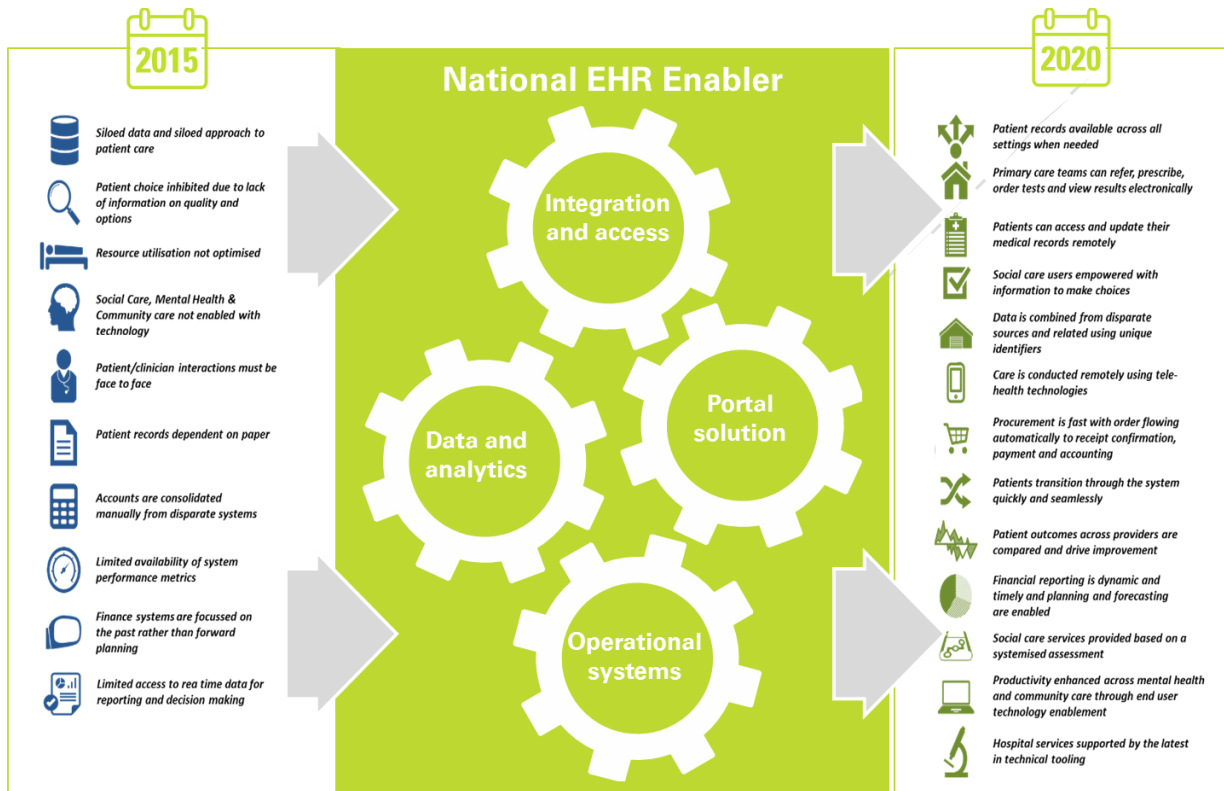 2015
Siloed data and siloed approach to
patient care
Patient choice inhibited due to lack
of information on quality and
options
Resource utilisation not optimised
Social Care, Mental Health &
Community care not enabled with
technology
Patient/clinician interactions must be
face to face
Patient records dependent on paper
Accounts are consolidated
manually from disparate systems
Limited availability of system
performance metrics
Finance systems are focussed on
the past rather than forward
planning
Limited access to rea time data for
reporting and decision making
National EHR Enabler
Integration
and access
Portal
solution
Data and
analytics
Operational
systems
2020
Patient records available across all
settings when needed
Primary care teams can refer, prescribe,
order tests and view results electronically
Patients can access and update their
medical records remotely
Social care users empowered with
information to make choices
Data is combined from disparate
sources and related using unique
identifiers
Care is conducted remotely using tele-
health technologies
Procurement is fast with order flowing
automatically to receipt confirmation,
payment and accounting
Patients transition through the system
quickly and seamlessly
Patient outcomes across providers are
compared and drive improvement
Financial reporting is dynamic and
timely and planning and forecasting
are enabled
Social care services provided based on a
systemised assessment
Productivity enhanced across mental health
and community care through end user
technology enablement
Hospital services supported by the latest
in technical tooling